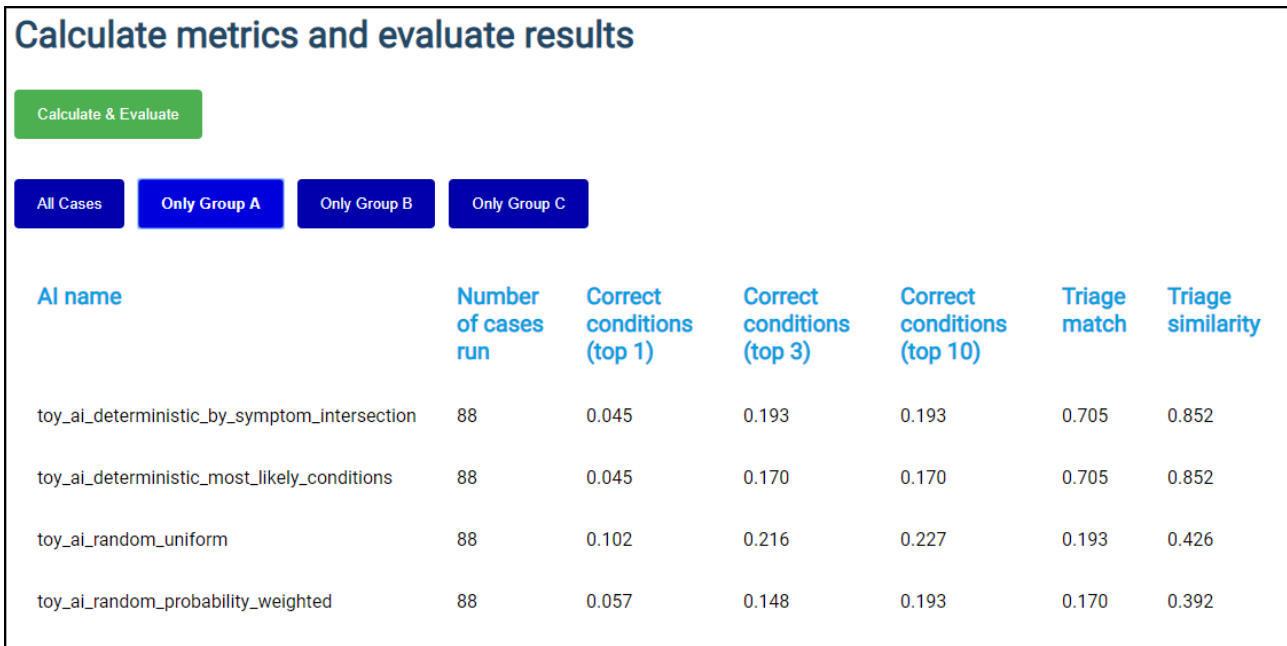 Calculate metrics and evaluate results
Calculate & Evaluate
All Cases Only Group A Only Group B Only Group C
AI name Number of cases run Correct conditions (top 1) Correct conditions (top 3) Correct conditions (top 10) Triage match Triage similarity
toy_ai_deterministic_by_symptom_intersection 88 0.045 0.193 0.193 0.705 0.852
toy_ai_deterministic_most_likely_conditions 88 0.045 0.170 0.170 0.705 0.852
toy_ai_random_uniform 88 0.102 0.216 0.227 0.193 0.426
toy_ai_random_probability_weighted 88 0.057 0.148 0.193 0.170 0.392